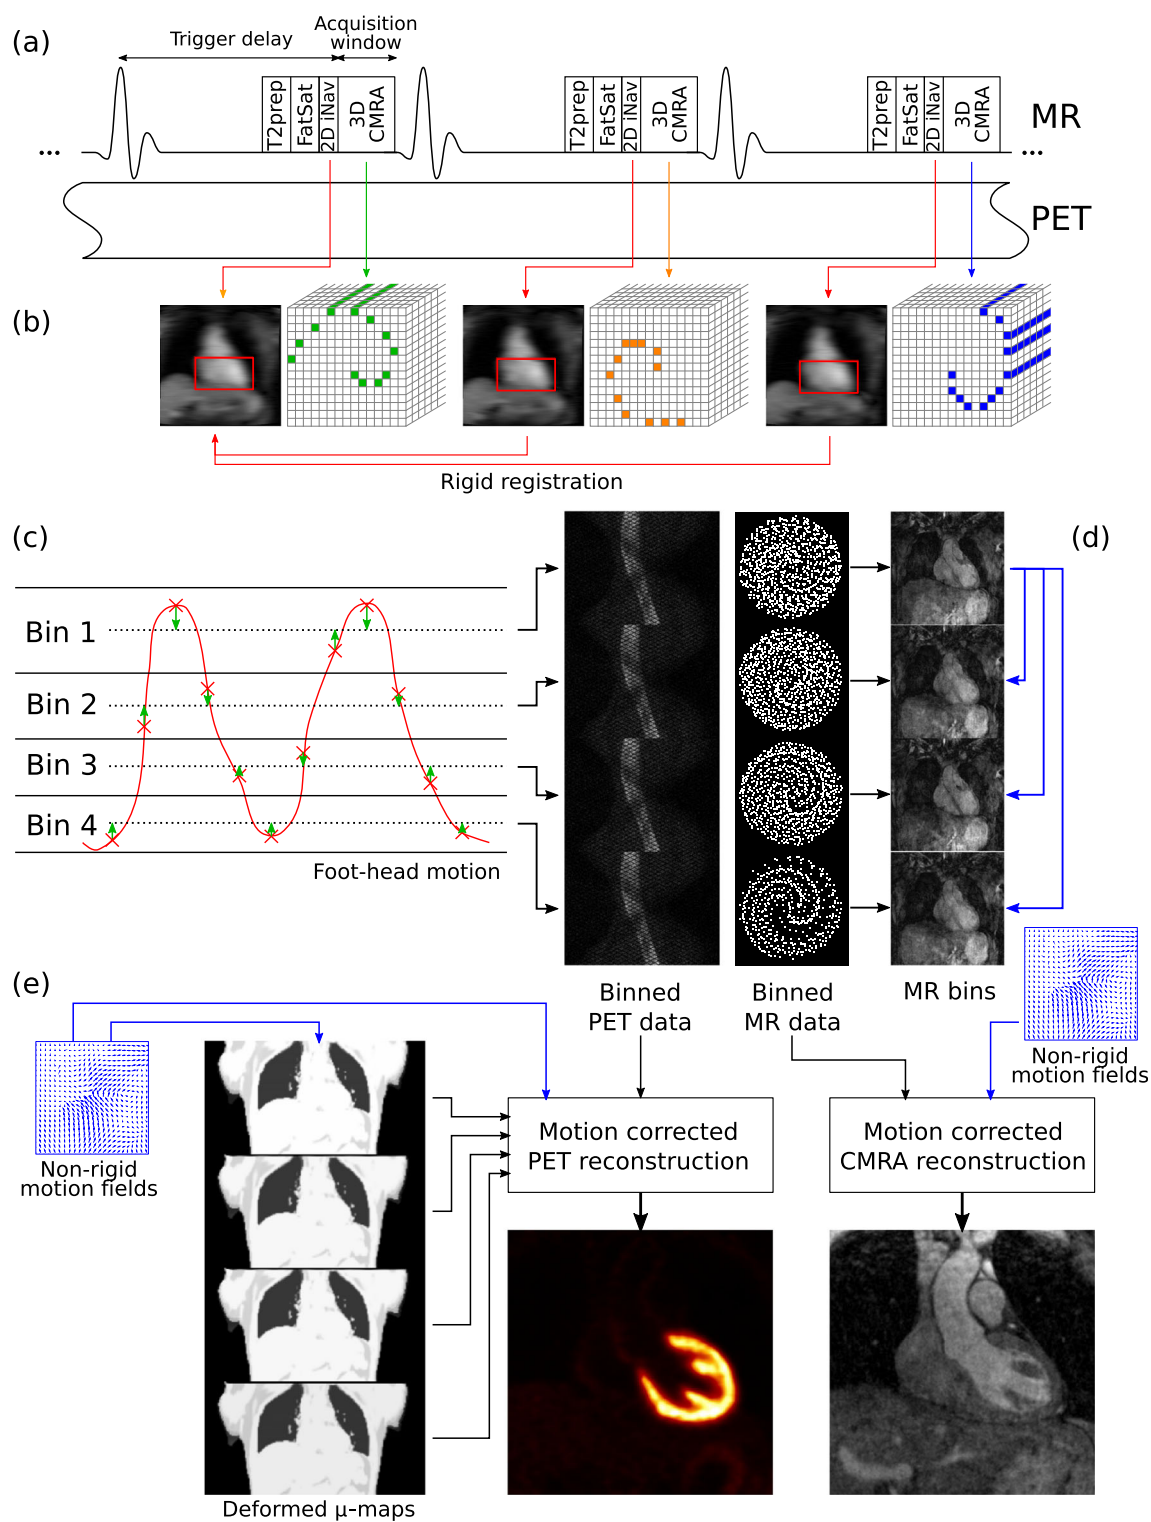 (a)
Trigger delay
Acquisition
window
T2prep
FatSat
2D iNav
3D
CMRA
T2prep
FatSat
2D iNav
3D
CMRA
T2prep
FatSat
2D iNav
3D
CMRA
MR
...
...
PET
(b)
Rigid registration
(c)
(d)
Bin 1
Bin 2
Bin 3
Bin 4
Foot-head motion
(e)
Binned
PET data
Binned
MR data
MR bins
Non-rigid
motion fields
Non-rigid
motion fields
Motion corrected
PET reconstruction
Motion corrected
CMRA reconstruction
Deformed μ-maps